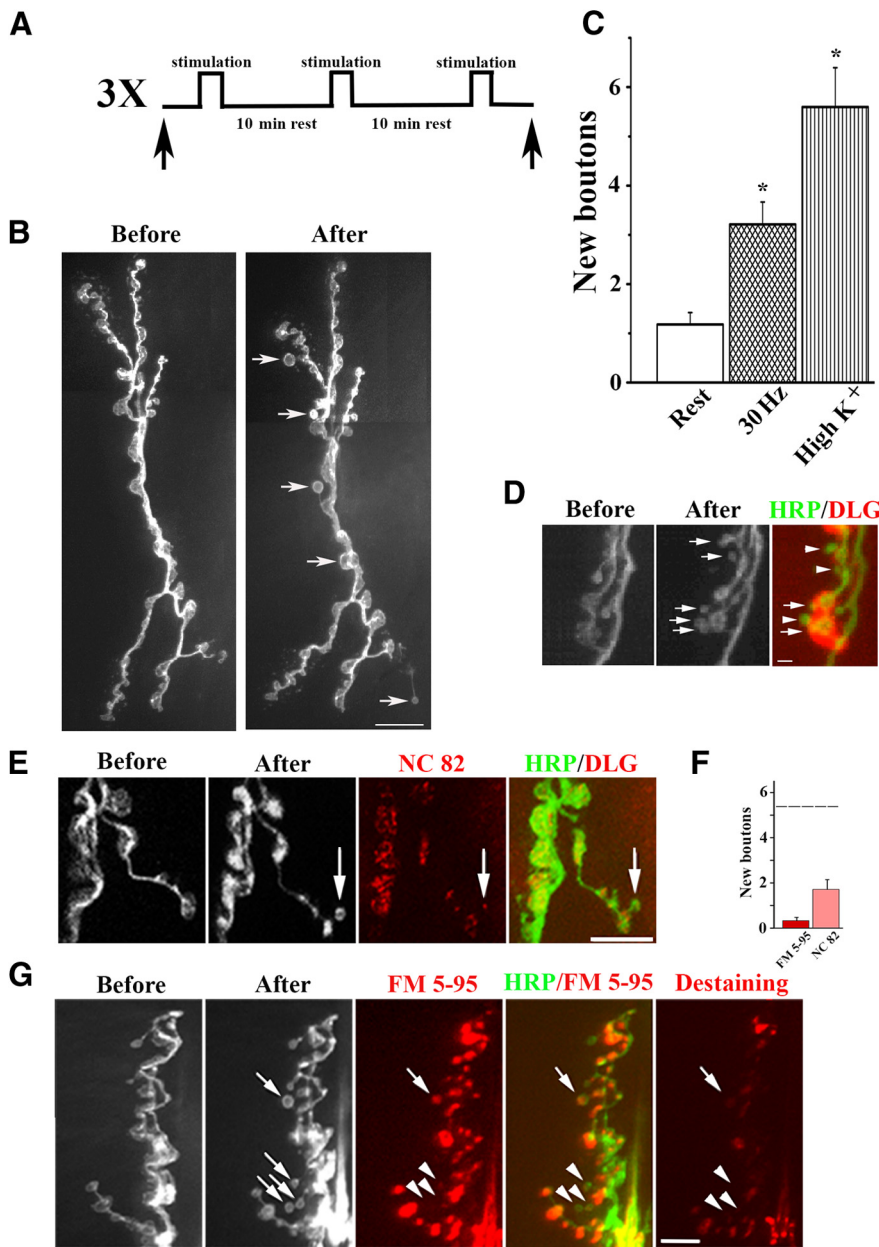 A
stimulation stimulation stimulation
3X
10 min rest 10 min rest
B
Before After
C
New boutons
6
4
2
0
*
*
Rest 30 Hz High K+
D
Before After HRP/DLG
E
Before After NC 82 HRP/DLG
F
New boutons
6
4
2
0
FM 5-95 NC 82
G
Before After FM 5-95 HRP/FM 5-95 Destaining